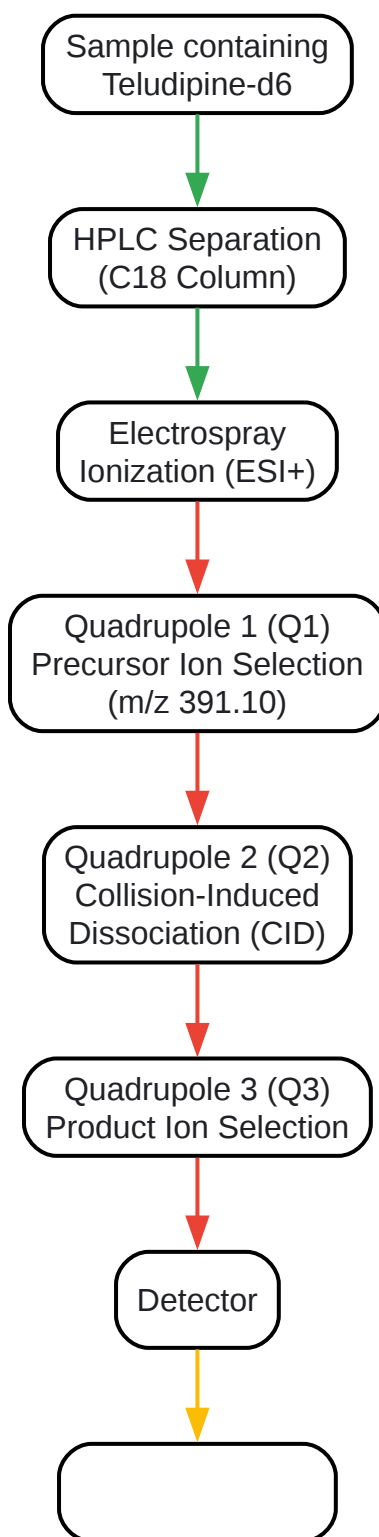 Sample containing
Teludipine-d6
HPLC Separation
(C18 Column)
Electrospray
Ionization (ESI+)
Quadrupole 1 (Q1)
Precursor Ion Selection
(m/z 391.10)
Quadrupole 2 (Q2)
Collision-Induced
Dissociation (CID)
Quadrupole 3 (Q3)
Product Ion Selection
Detector